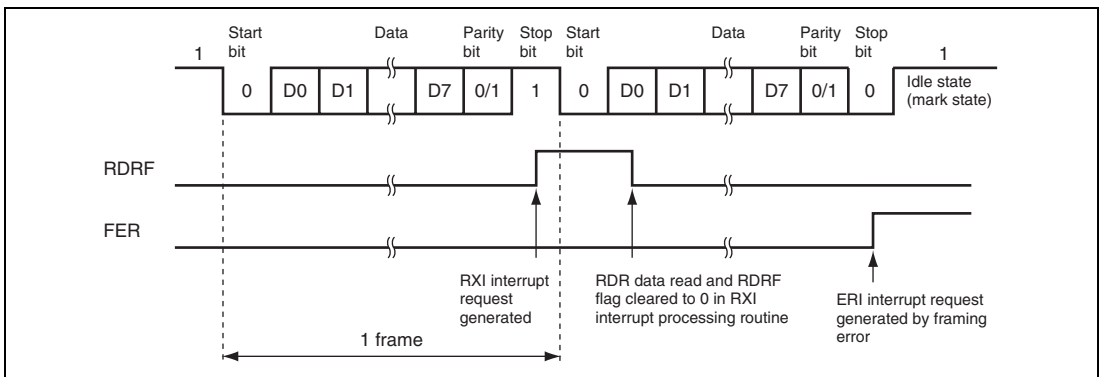 Start bit Data Parity bit Stop bit Start bit Data Parity bit Stop bit
1 1
0 D0 D1 D7 0/1 1 0 D0 D1 D7 0/1 0 Idle state
(mark state)
RDRF
FER
RXI interrupt
request
generated
RDR data read and RDRF
flag cleared to 0 in RXI
interrupt processing routine
ERI interrupt request
generated by framing
error
1 frame